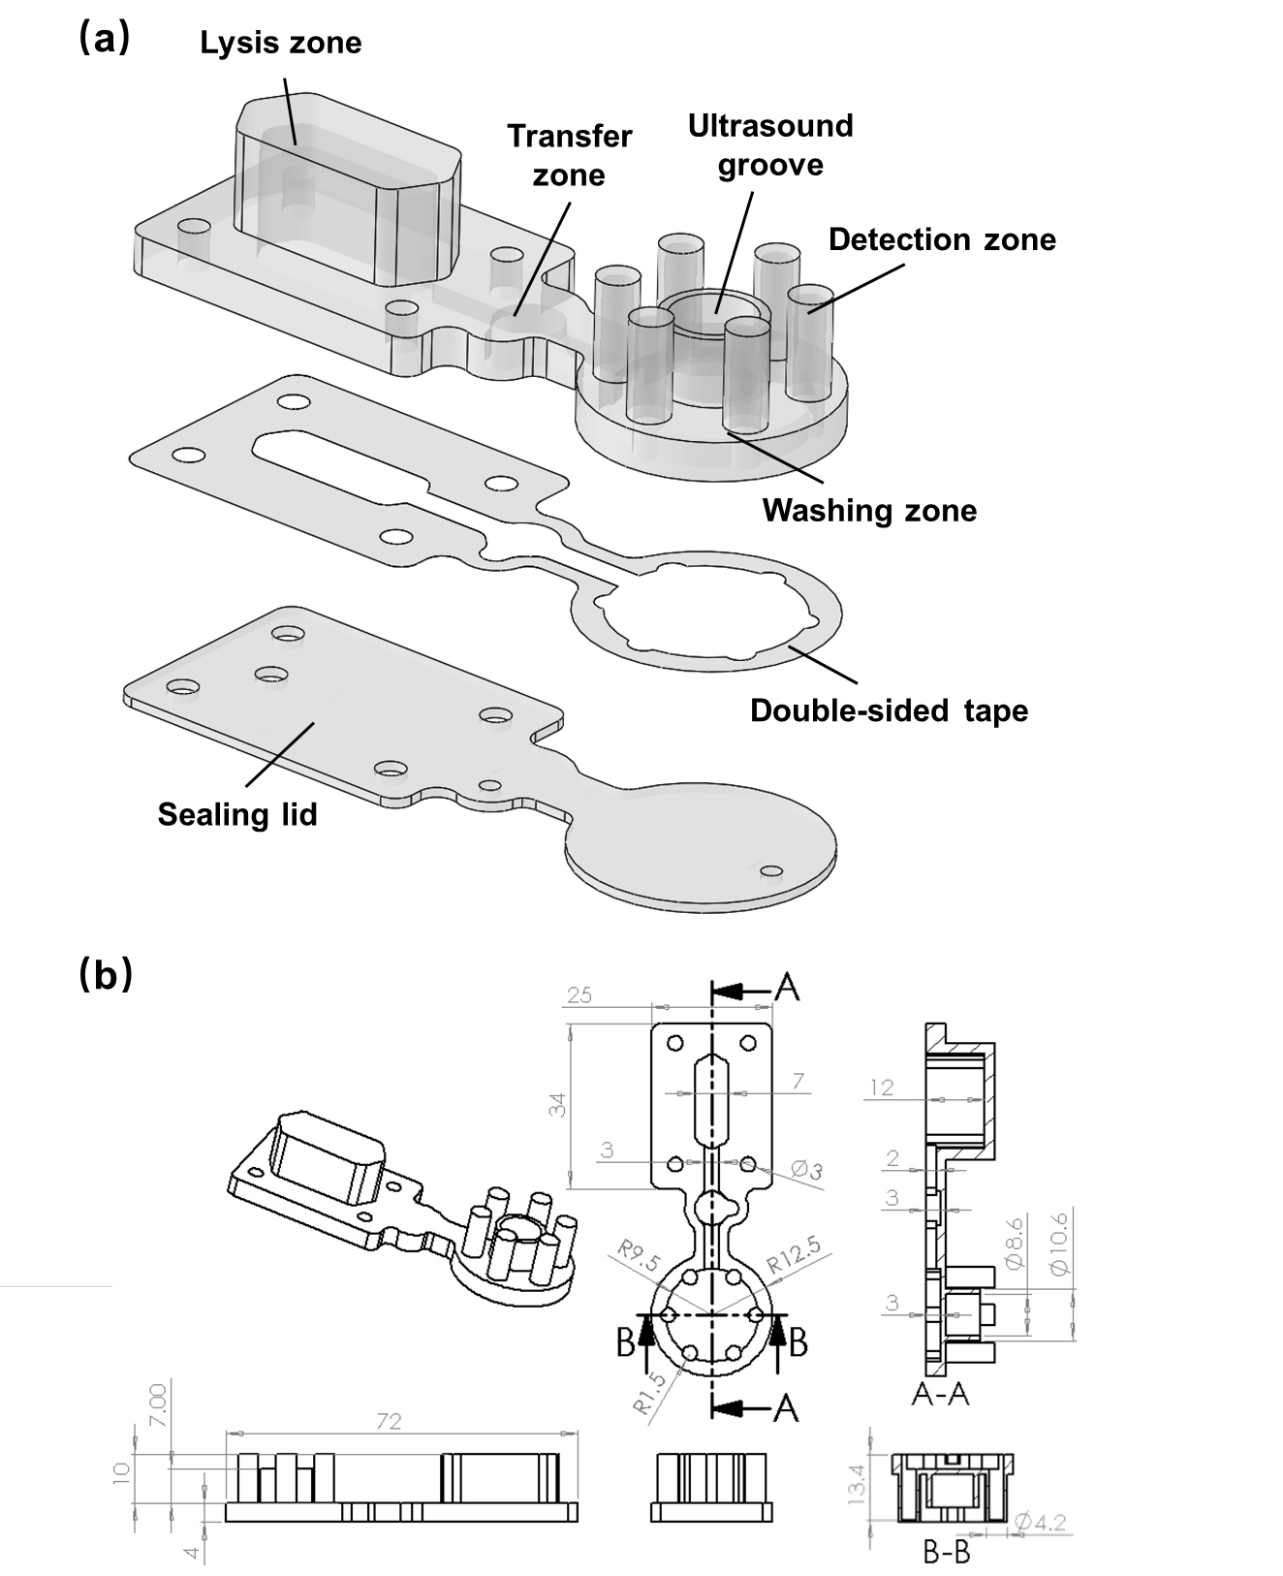 (a)
Lysis zone
Transfer
zone
Ultrasound
groove
Detection zone
Washing zone
Double-sided tape
Sealing lid
(b)
A
25
7
34
3
Ø3
R9.5
R12.5
B
B
R1.5
A
12
2
3
Ø8.6
Ø10.6
3
A-A
7.00
72
10
4
13.4
Ø4.2
B-B